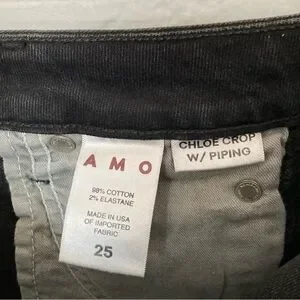 AMO
98% COTTON
2% ELASTANE
MADE IN USA
OF IMPORTED
FABRIC
25
CHLOE CROP
W/ PIPING